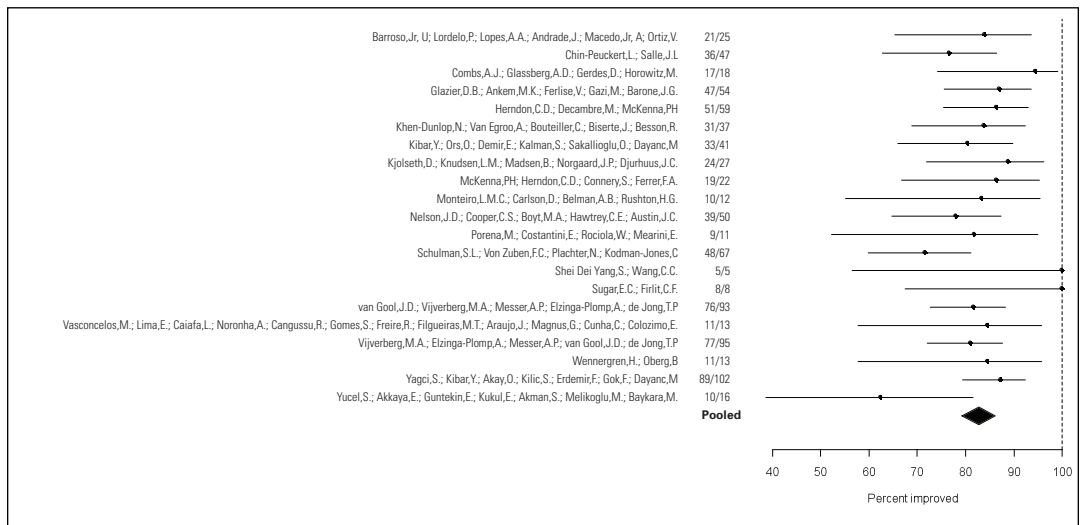 Barroso,Jr, U; Lordelo,P.; Lopes,A.A.; Andrade,J.; Macedo,Jr, A; Ortiz,V. 21/25
Chin-Peuckert,L.; Salle,J.L 36/47
Combs,A.J.; Glassberg,A.D.; Gerdes,D.; Horowitz,M. 17/18
Glazier,D.B.; Ankem,M.K.; Ferlise,V.; Gazi,M.; Barone,J.G. 47/54
Herndon,C.D.; Decambre,M.; McKenna,PH 51/59
Khen-Dunlop,N.; Van Egroo,A.; Bouteiller,C.; Biserte,J.; Besson,R. 31/37
Kibar,Y.; Ors,O.; Demir,E.; Kalman,S.; Sakallioglu,O.; Dayanc,M 33/41
Kjolseth,D.; Knudsen,L.M.; Madsen,B.; Norgaard,J.P.; Djurhuus,J.C. 24/27
McKenna,PH; Herndon,C.D.; Connery,S.; Ferrer,F.A. 19/22
Monteiro,L.M.C.; Carlson,D.; Belman,A.B.; Rushton,H.G. 10/12
Nelson,J.D.; Cooper,C.S.; Boyt,M.A.; Hawtrey,C.E.; Austin,J.C. 39/50
Porena,M.; Costantini,E.; Rociola,W.; Mearini,E. 9/11
Schulman,S.L.; Von Zuben,F.C.; Plachter,N.; Kodman-Jones,C 48/67
Shei Dei Yang,S.; Wang,C.C. 5/5
Sugar,E.C.; Firlit,C.F. 8/8
van Gool,J.D.; Vijverberg,M.A.; Messer,A.P.; Elzinga-Plomp,A.; de Jong,T.P 76/93
Vasconcelos,M.; Lima,E.; Caiafa,L.; Noronha,A.; Cangussu,R.; Gomes,S.; Freire,R.; Filgueiras,M.T.; Araujo,J.; Magnus,G.; Cunha,C.; Colozimo,E. 11/13
Vijverberg,M.A.; Elzinga-Plomp,A.; Messer,A.P.; van Gool,J.D.; de Jong,T.P 77/95
Wennergren,H.; Oberg,B 11/13
Yagci,S.; Kibar,Y.; Akay,O.; Kilic,S.; Erdemir,F.; Gok,F.; Dayanc,M 89/102
Yucel,S.; Akkaya,E.; Guntekin,E.; Kukul,E.; Akman,S.; Melikoglu,M.; Baykara,M. 10/16
Pooled
40 50 60 70 80 90 100
Percent improved